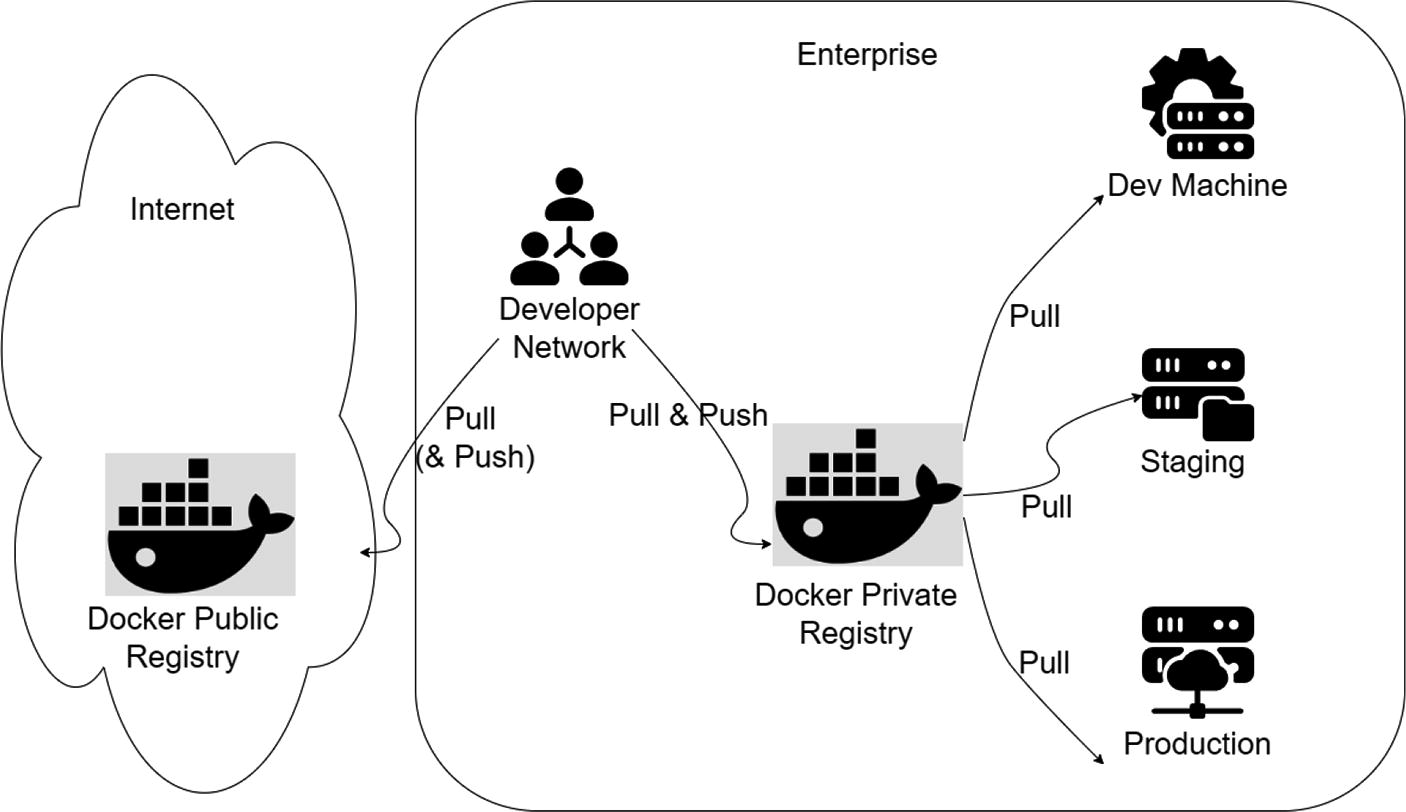 Enterprise
Internet
Developer
Network
Pull
(& Push)
Pull & Push
Docker Public
Registry
Docker Private
Registry
Pull
Dev Machine
Pull
Staging
Pull
Production